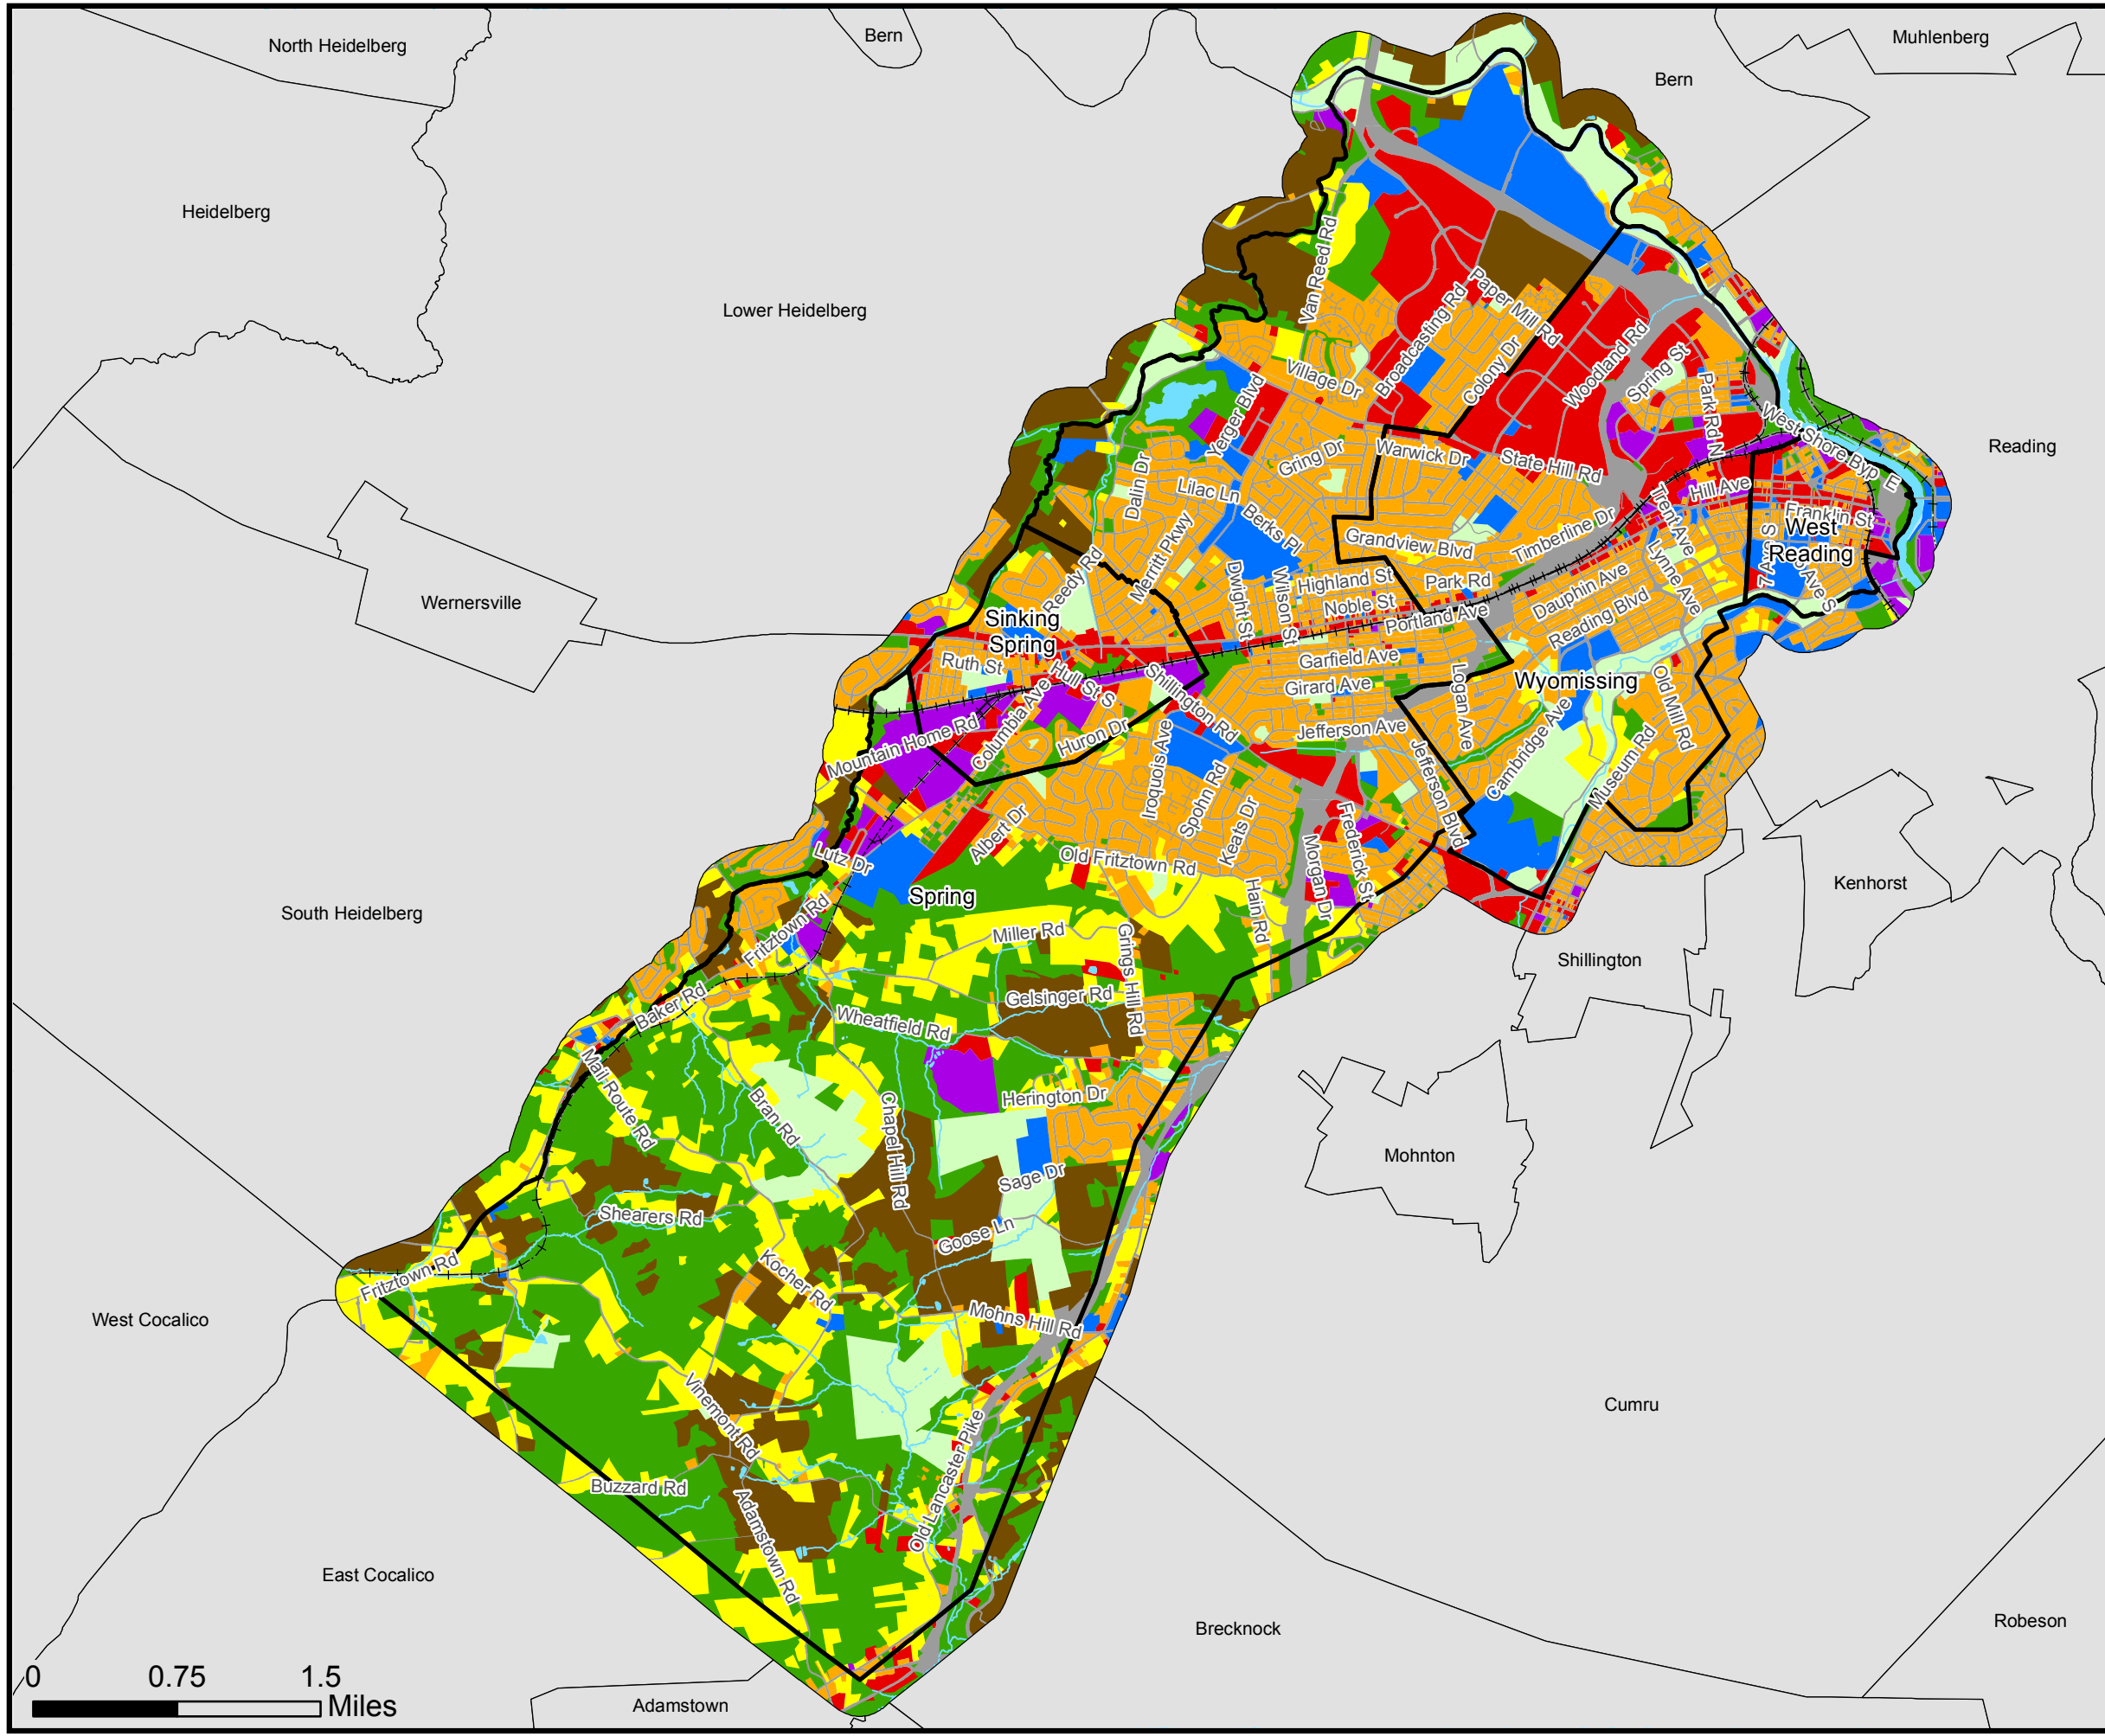 North Heidelberg
Bern
Muhlenberg
Bern
Heidelberg
Lower Heidelberg
Reading
Wernersville
South Heidelberg
Kenhorst
Shillington
Mohnton
West Cocalico
Cumru
East Cocalico
Brecknock
Robeson
Adamstown
Van Reed Rd
Paper Mill Rd
Broadcasting Rd
Colony Dr
Woodland Rd
Spring St
Park Rd N
Village Dr
Yerger Blvd
West Shore Byp
E
Gring Dr
Warwick Dr
State Hill Rd
Dalin Dr
Lilac Ln
Berks Pl
Hill Ave
Trent Ave
Franklin St
West
Reading
7 Ave S
Ave S
Grandview Blvd
Timberline Dr
Merritt Pkwy
Reedy Rd
Sinking
Spring
Dwight St
Wilson St
Highland St
Noble St
Park Rd
Portland Ave
Dauphin Ave
Lynne Ave
Reading Blvd
Ruth St
Garfield Ave
Girard Ave
Logan Ave
Wyomissing
Old Mill Rd
Hull St S
Shillington Rd
Columbia Ave
Mountain Home Rd
Huron Dr
Jefferson Ave
Iroquois Ave
Spohn Rd
Jefferson Blvd
Cambridge Ave
Museum Rd
Keats Dr
Albert Dr
Frederick St
Morgan Dr
Lutz Dr
Old Fritztown Rd
Spring
Hain Rd
Fritztown Rd
Miller Rd
Grings Hill Rd
Gelsinger Rd
Baker Rd
Wheatfield Rd
Mail Route Rd
Bran Rd
Chapel Hill Rd
Herington Dr
Sage Dr
Shearers Rd
Goose Ln
Kocher Rd
Fritztown Rd
Mohns Hill Rd
Vinemont Rd
Old Lancaster Pike
Buzzard Rd
Adamstown Rd
0 0.75 1.5
Miles